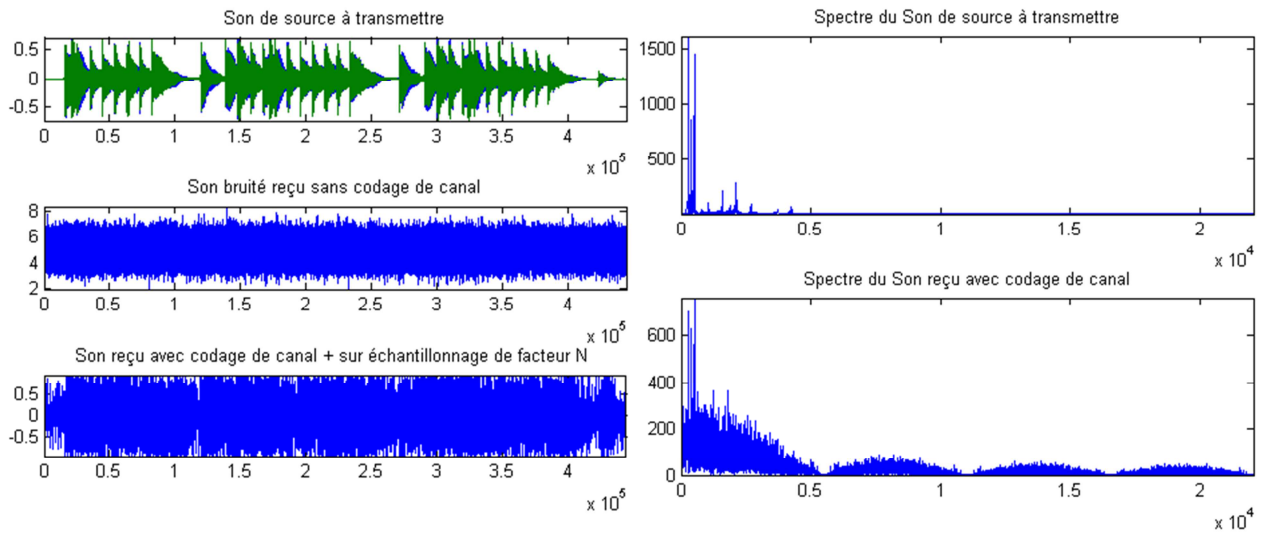 Son de source à transmettre
0.5
0
-0.5
0 0.5 1 1.5 2 2.5 3 3.5 4
x 10^5
Son bruité reçu sans codage de canal
8
6
4
2
0 0.5 1 1.5 2 2.5 3 3.5 4
x 10^5
Son reçu avec codage de canal + sur échantillonnage de facteur N
0.5
0
-0.5
0 0.5 1 1.5 2 2.5 3 3.5 4
x 10^5
Spectre du Son de source à transmettre
1500
1000
500
0 0.5 1 1.5 2
x 10^4
Spectre du Son reçu avec codage de canal
600
400
200
0
0 0.5 1 1.5 2
x 10^4